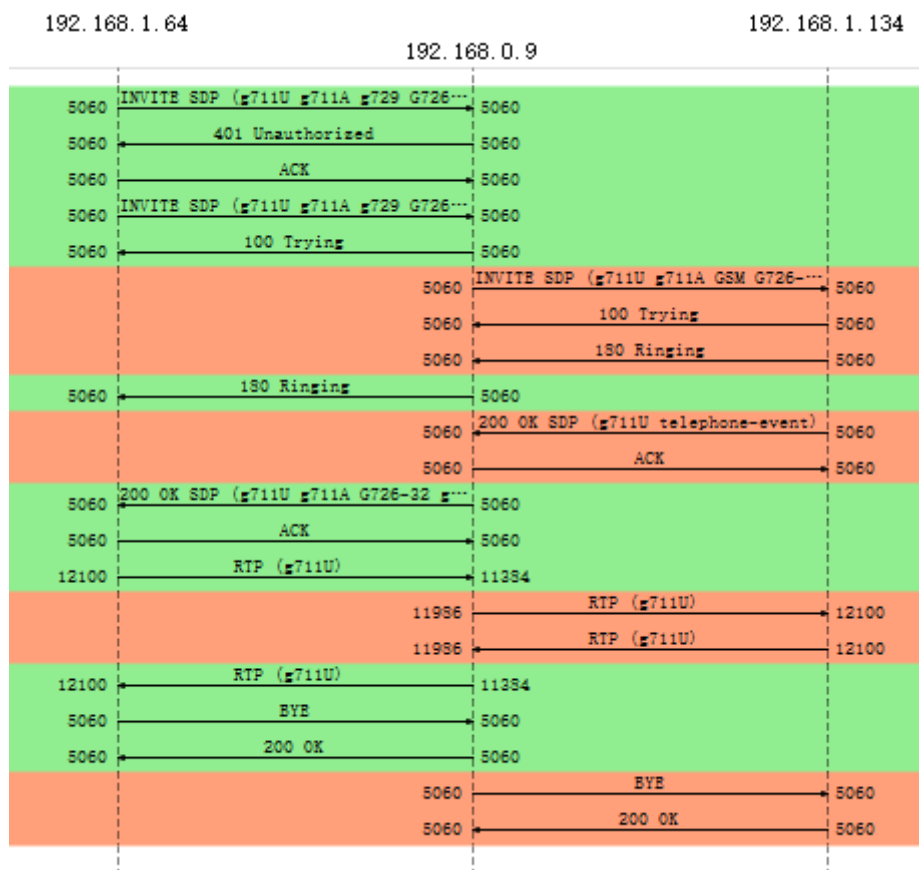 192.168.1.64 192.168.1.134
192.168.0.9
5060 INVITE SDP (g711U g711A g729 G726··· 5060
5060 401 Unauthorized 5060
5060 ACK 5060
5060 INVITE SDP (g711U g711A g729 G726··· 5060
5060 100 Trying 5060
5060 INVITE SDP (g711U g711A GSM G726-··· 5060
5060 100 Trying 5060
5060 180 Ringing 5060
5060 180 Ringing 5060
5060 200 OK SDP (g711U telephone-event) 5060
5060 ACK 5060
5060 200 OK SDP (g711U g711A G726-32 g··· 5060
5060 ACK 5060
12100 RTP (g711U) 11384
11986 RTP (g711U) 12100
11986 RTP (g711U) 12100
12100 RTP (g711U) 11384
5060 BYE 5060
5060 200 OK 5060
5060 BYE 5060
5060 200 OK 5060